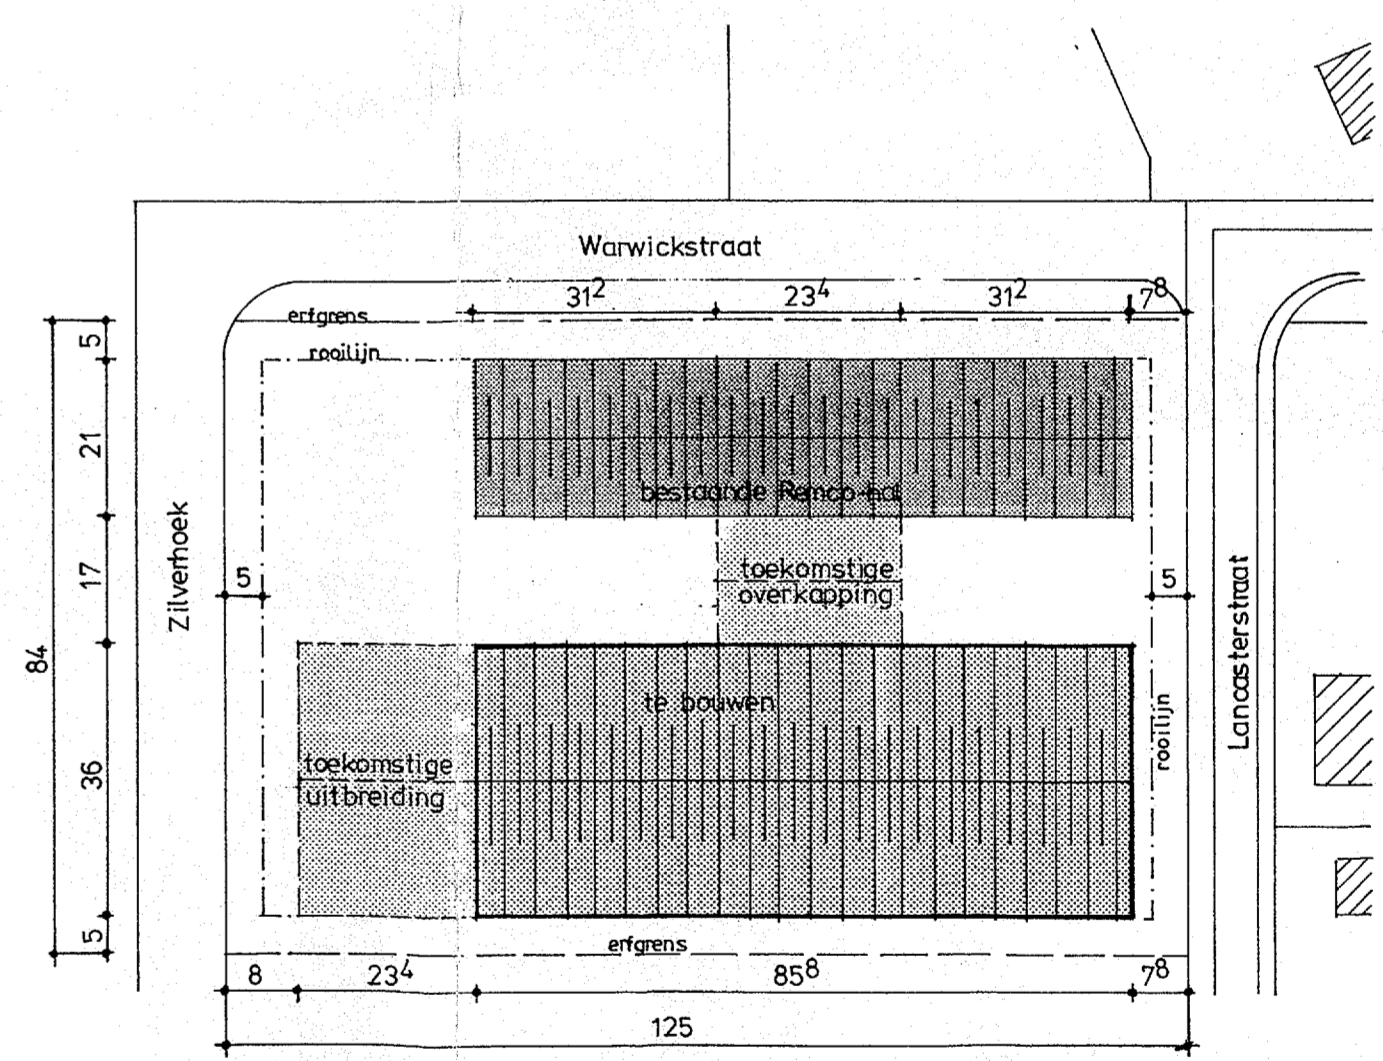 Warwickstraat
31² 23⁴ 31² 7⁸
erfgrens
5
rooilijn
21
bestaande Remco-hal
Zilverhoek
17
5
toekomstige
overkapping
5
Lancasterstraat
84
te bouwen
rooilijn
36
toekomstige
uitbreiding
5
erfgrens
8 23⁴ 85⁸ 7⁸
125